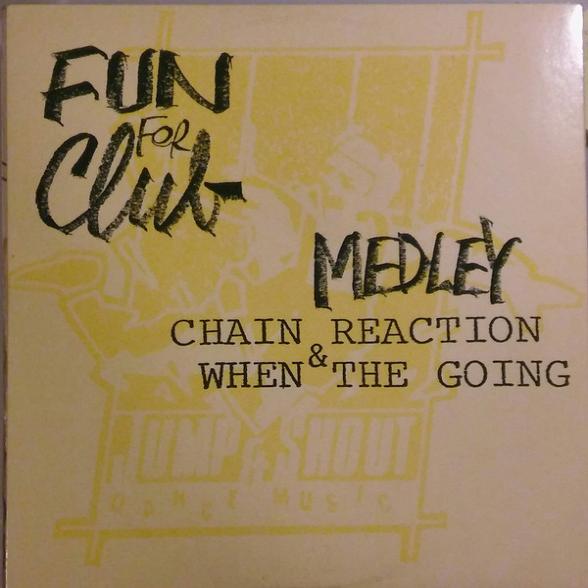 FUN
FOR
Club
MEDLEY
CHAIN REACTION
&
WHEN THE GOING
JUMP & SHOUT
DANCE MUSIC